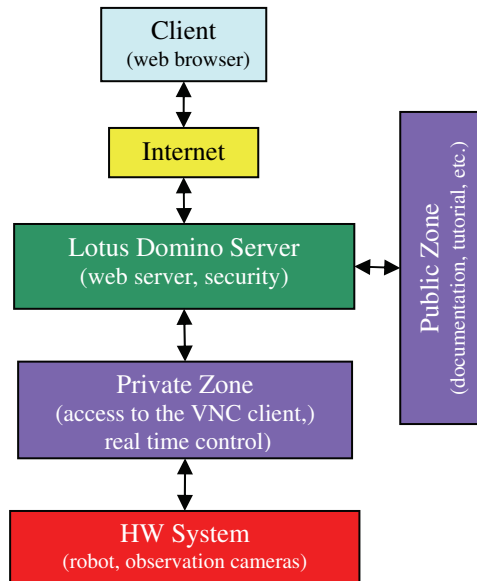 Client
(web browser)
Internet
Lotus Domino Server
(web server, security)
Public Zone
(documentation, tutorial, etc.)
Private Zone
(access to the VNC client,)
real time control)
HW System
(robot, observation cameras)